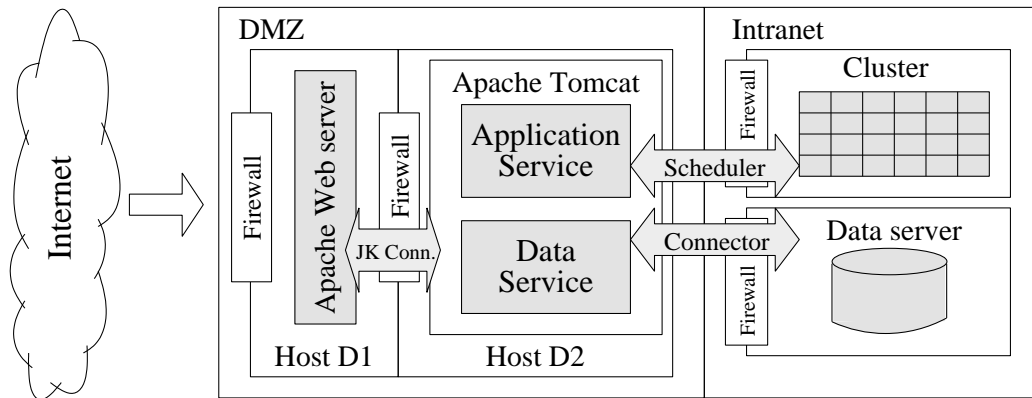 DMZ
Intranet
Internet
Firewall
Apache Web server
Firewall
JK Conn.
Host D1
Apache Tomcat
Application
Service
Data
Service
Host D2
Firewall
Scheduler
Cluster
Connector
Firewall
Data server